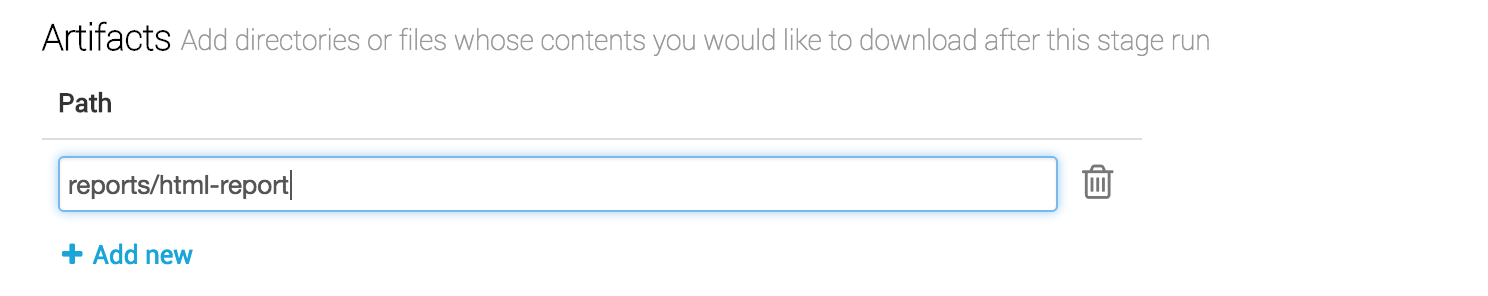 Artifacts Add directories or files whose contents you would like to download after this stage run
Path
reports/html-report
Add new